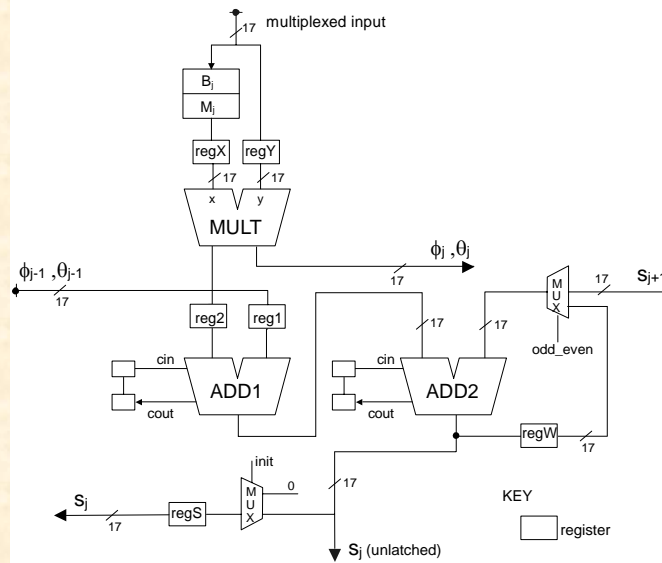 multiplexed input
17
Bj
Mj
regX
regY
17
17
x
y
MULT
ϕj ,θj
17
ϕj-1 ,θj-1
17
reg2
reg1
17
17
MUX
17
Sj+1
odd_even
cin
cout
ADD1
cin
cout
ADD2
regW
17
init
17
Sj
17
regS
MUX
0
KEY
register
Sj (unlatched)